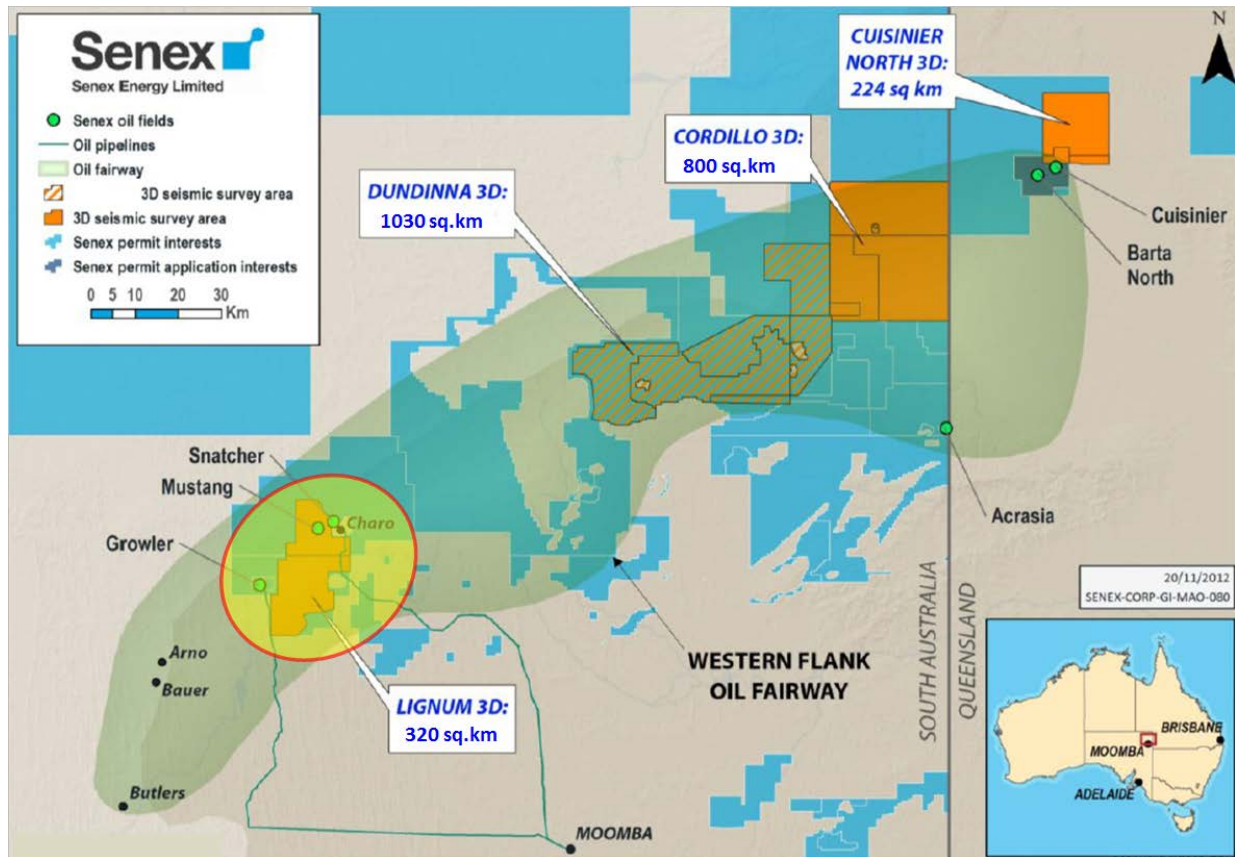 Senex
Senex Energy Limited
Senex oil fields
Oil pipelines
Oil fairway
3D seismic survey area
3D seismic survey area
Senex permit interests
Senex permit application interests
0 5 10 20 30
Km
N
CUISINIER
NORTH 3D:
224 sq km
CORDILLO 3D:
800 sq.km
DUNDINNA 3D:
1030 sq.km
Cuisinier
Barta
North
Snatcher
Mustang
Charo
Growler
Acrasia
20/11/2012
SENEX-CORP-GI-MAO-080
SOUTH AUSTRALIA
QUEENSLAND
WESTERN FLANK
OIL FAIRWAY
Arno
Bauer
LIGNUM 3D:
320 sq.km
Butlers
MOOMBA
BRISBANE
MOOMBA
ADELAIDE